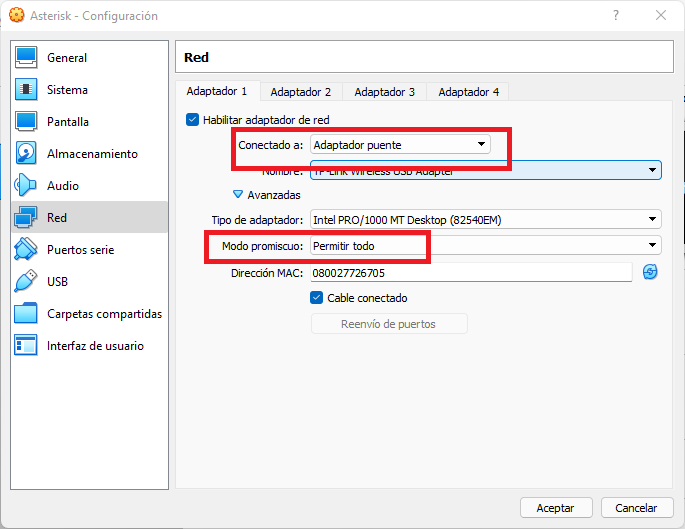 Asterisk - Configuración
?
General
Sistema
Pantalla
Almacenamiento
Audio
Red
Puertos serie
USB
Carpetas compartidas
Interfaz de usuario
Red
Adaptador 1
Adaptador 2
Adaptador 3
Adaptador 4
Habilitar adaptador de red
Conectado a: Adaptador puente
Nombre: TP-Link Wireless USB Adapter
Avanzadas
Tipo de adaptador: Intel PRO/1000 MT Desktop (82540EM)
Modo promiscuo: Permitir todo
Dirección MAC: 080027726705
Cable conectado
Reenvío de puertos
Aceptar
Cancelar